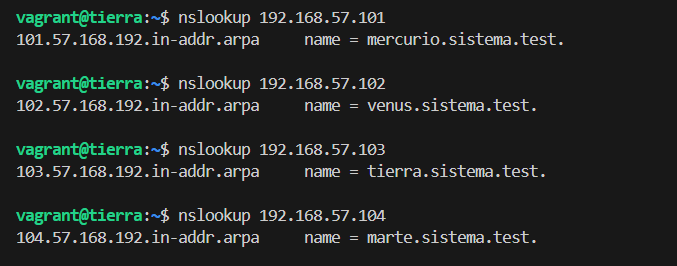 vagrant@tierra:~$ nslookup 192.168.57.101
101.57.168.192.in-addr.arpa     name = mercurio.sistema.test.
vagrant@tierra:~$ nslookup 192.168.57.102
102.57.168.192.in-addr.arpa     name = venus.sistema.test.
vagrant@tierra:~$ nslookup 192.168.57.103
103.57.168.192.in-addr.arpa     name = tierra.sistema.test.
vagrant@tierra:~$ nslookup 192.168.57.104
104.57.168.192.in-addr.arpa     name = marte.sistema.test.